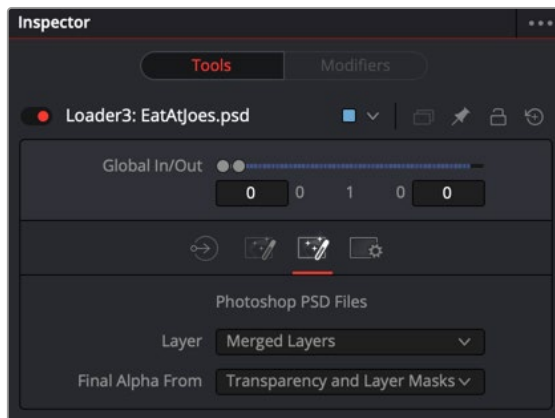 Inspector
Tools Modifiers
Loader3: EatAtJoes.psd
Global In/Out
0 0 1 0 0
Photoshop PSD Files
Layer Merged Layers
Final Alpha From Transparency and Layer Masks